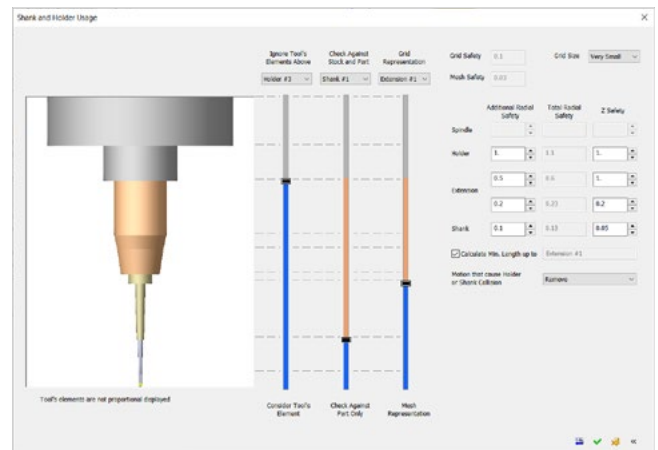 Shank and Holder Usage
Ignore Tool's
Elements Above
Check Against
Stock and Part
Grid
Representation
Holder #3
Shank #1
Extension #1
Grid Safety 0.1
Grid Size Very Small
Mesh Safety 0.03
Additional Radial
Safety
Total Radial
Safety
Z Safety
Spindle
Holder 1. 1.1 1.
0.5 0.6 1.
Extension
0.2 0.23 0.2
Shank 0.1 0.13 0.05
Calculate Min. Length up to Extension #1
Motion that cause Holder
or Shank Collision
Remove
Tool's elements are not proportional displayed
Consider Tool's
Element
Check Against
Part Only
Mesh
Representation